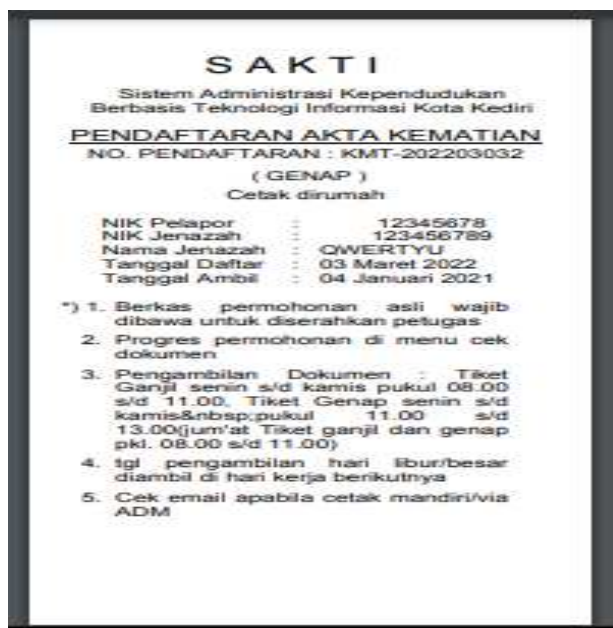 SAKTI
Sistem Administrasi Kependudukan
Berbasis Teknologi Informasi Kota Kediri
PENDAFTARAN AKTA KEMATIAN
NO. PENDAFTARAN : KMT-202203032
( GENAP )
Cetak dirumah
NIK Pelapor : 12345678
NIK Jenazah : 123456789
Nama Jenazah : QWERTYU
Tanggal Daftar : 03 Maret 2022
Tanggal Ambil : 04 Januari 2021
*) 1. Berkas permohonan asli wajib
dibawa untuk diserahkan petugas
2. Progres permohonan di menu cek
dokumen
3. Pengambilan Dokumen : Tiket
Ganjil senin s/d kamis pukul 08.00
s/d 11.00, Tiket Genap senin s/d
kamis&nbsp;pukul 11.00 s/d
13.00(jum'at Tiket ganjil dan genap
pkl. 08.00 s/d 11.00)
4. tgl pengambilan hari libur/besar
diambil di hari kerja berikutnya
5. Cek email apabila cetak mandiri/via
ADM